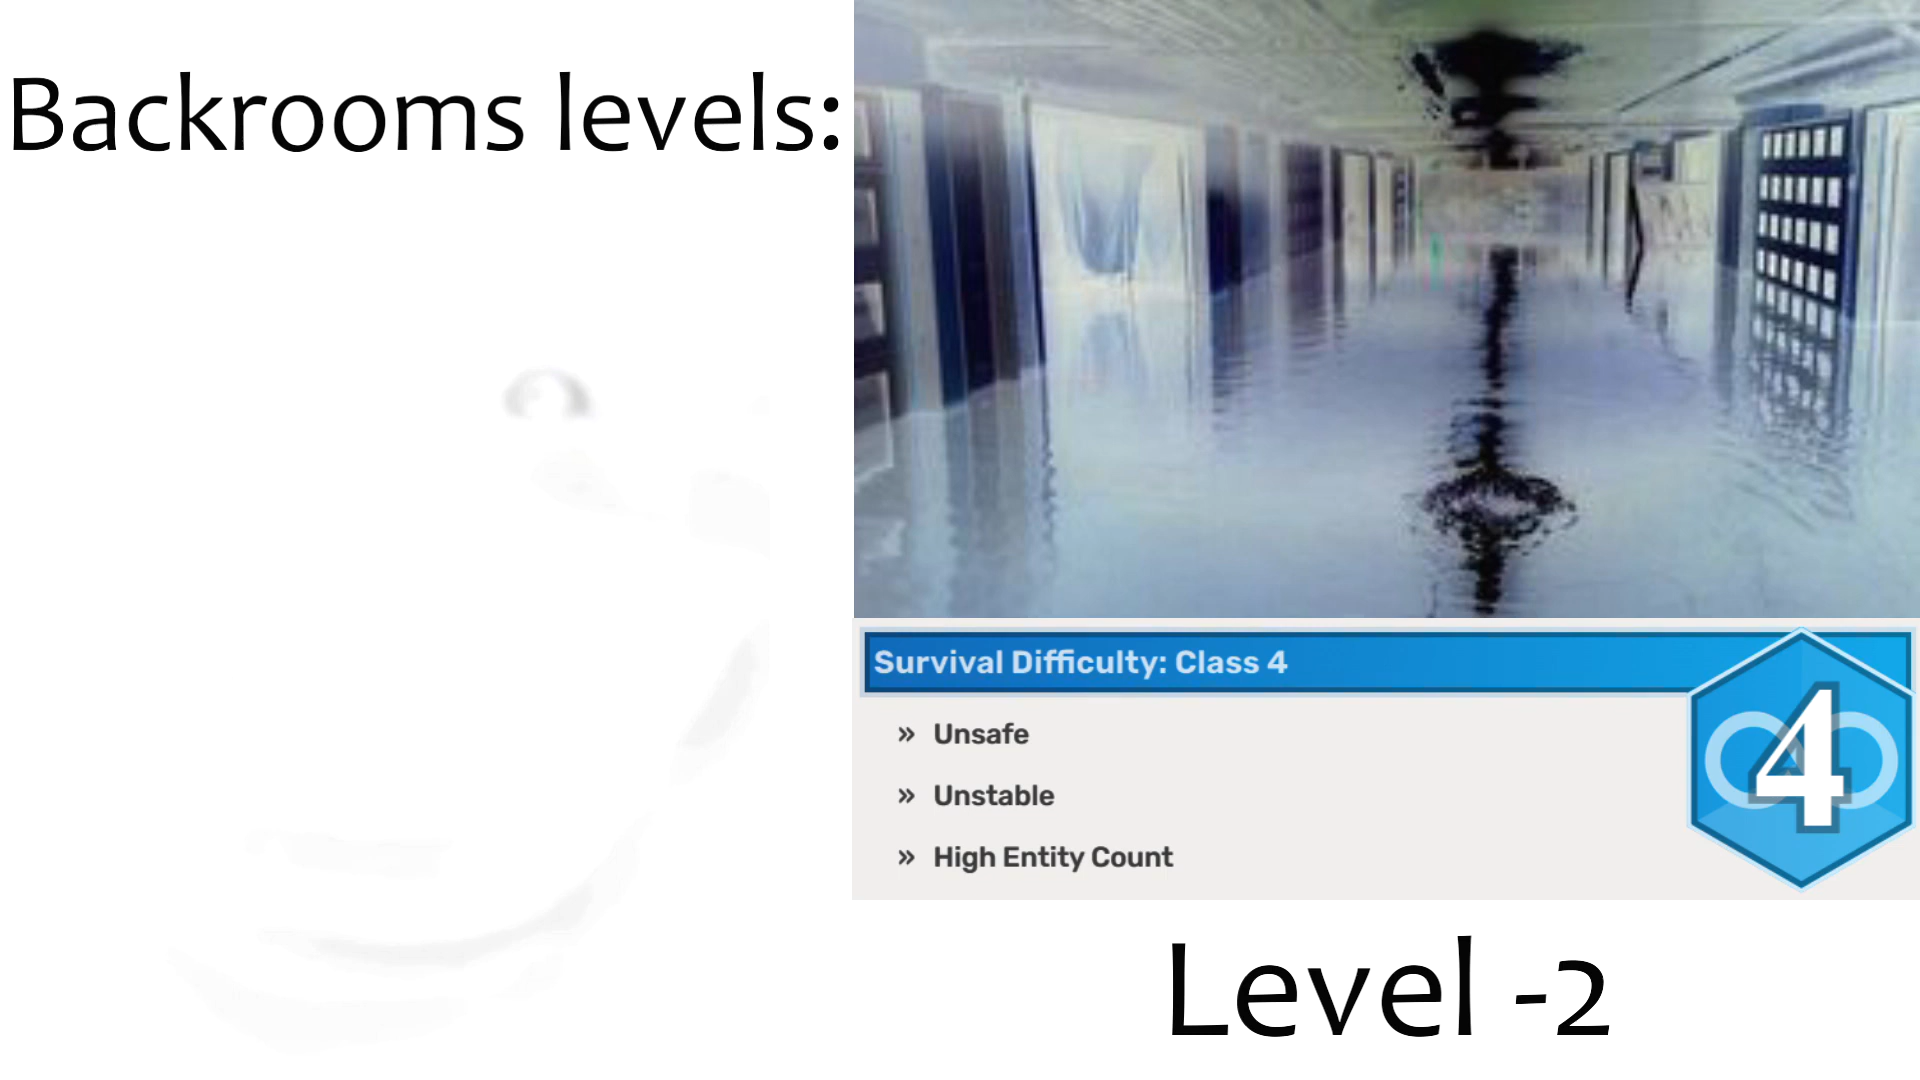 Backrooms levels:
Survival Difficulty: Class 4
4
» Unsafe
» Unstable
» High Entity Count
Level -2